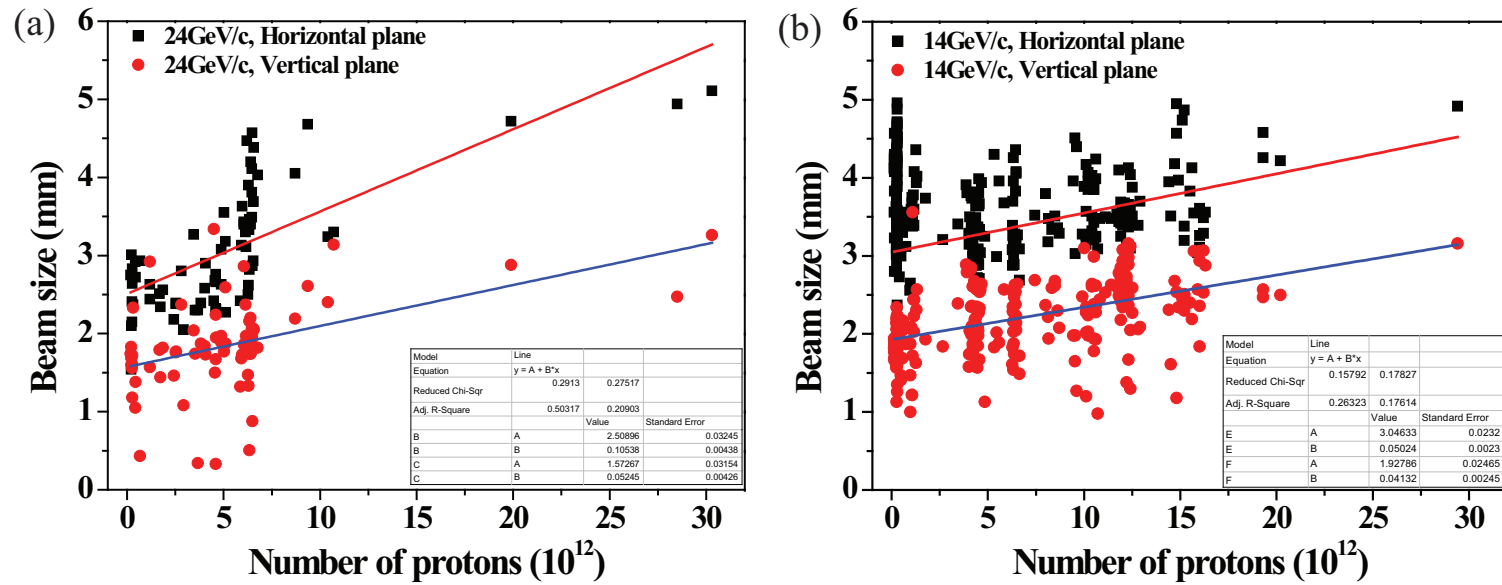 (a)
24GeV/c, Horizontal plane
24GeV/c, Vertical plane
Beam size (mm)
6
5
4
3
2
1
0
Model Line
Equation y = A + B*x
Reduced Chi-Sqr 0.2913 0.27517
Adj. R-Square 0.50317 0.20903
Value Standard Error
B A 2.50896 0.03245
B B 0.10538 0.00438
C A 1.57267 0.03154
C B 0.05245 0.00426
0 5 10 15 20 25 30
Number of protons (10¹²)
(b)
14GeV/c, Horizontal plane
14GeV/c, Vertical plane
Beam size (mm)
6
5
4
3
2
1
0
Model Line
Equation y = A + B*x
Reduced Chi-Sqr 0.15792 0.17827
Adj. R-Square 0.26323 0.17614
Value Standard Error
E A 3.04633 0.0232
E B 0.05024 0.0023
F A 1.92786 0.02465
F B 0.04132 0.00245
0 5 10 15 20 25 30
Number of protons (10¹²)